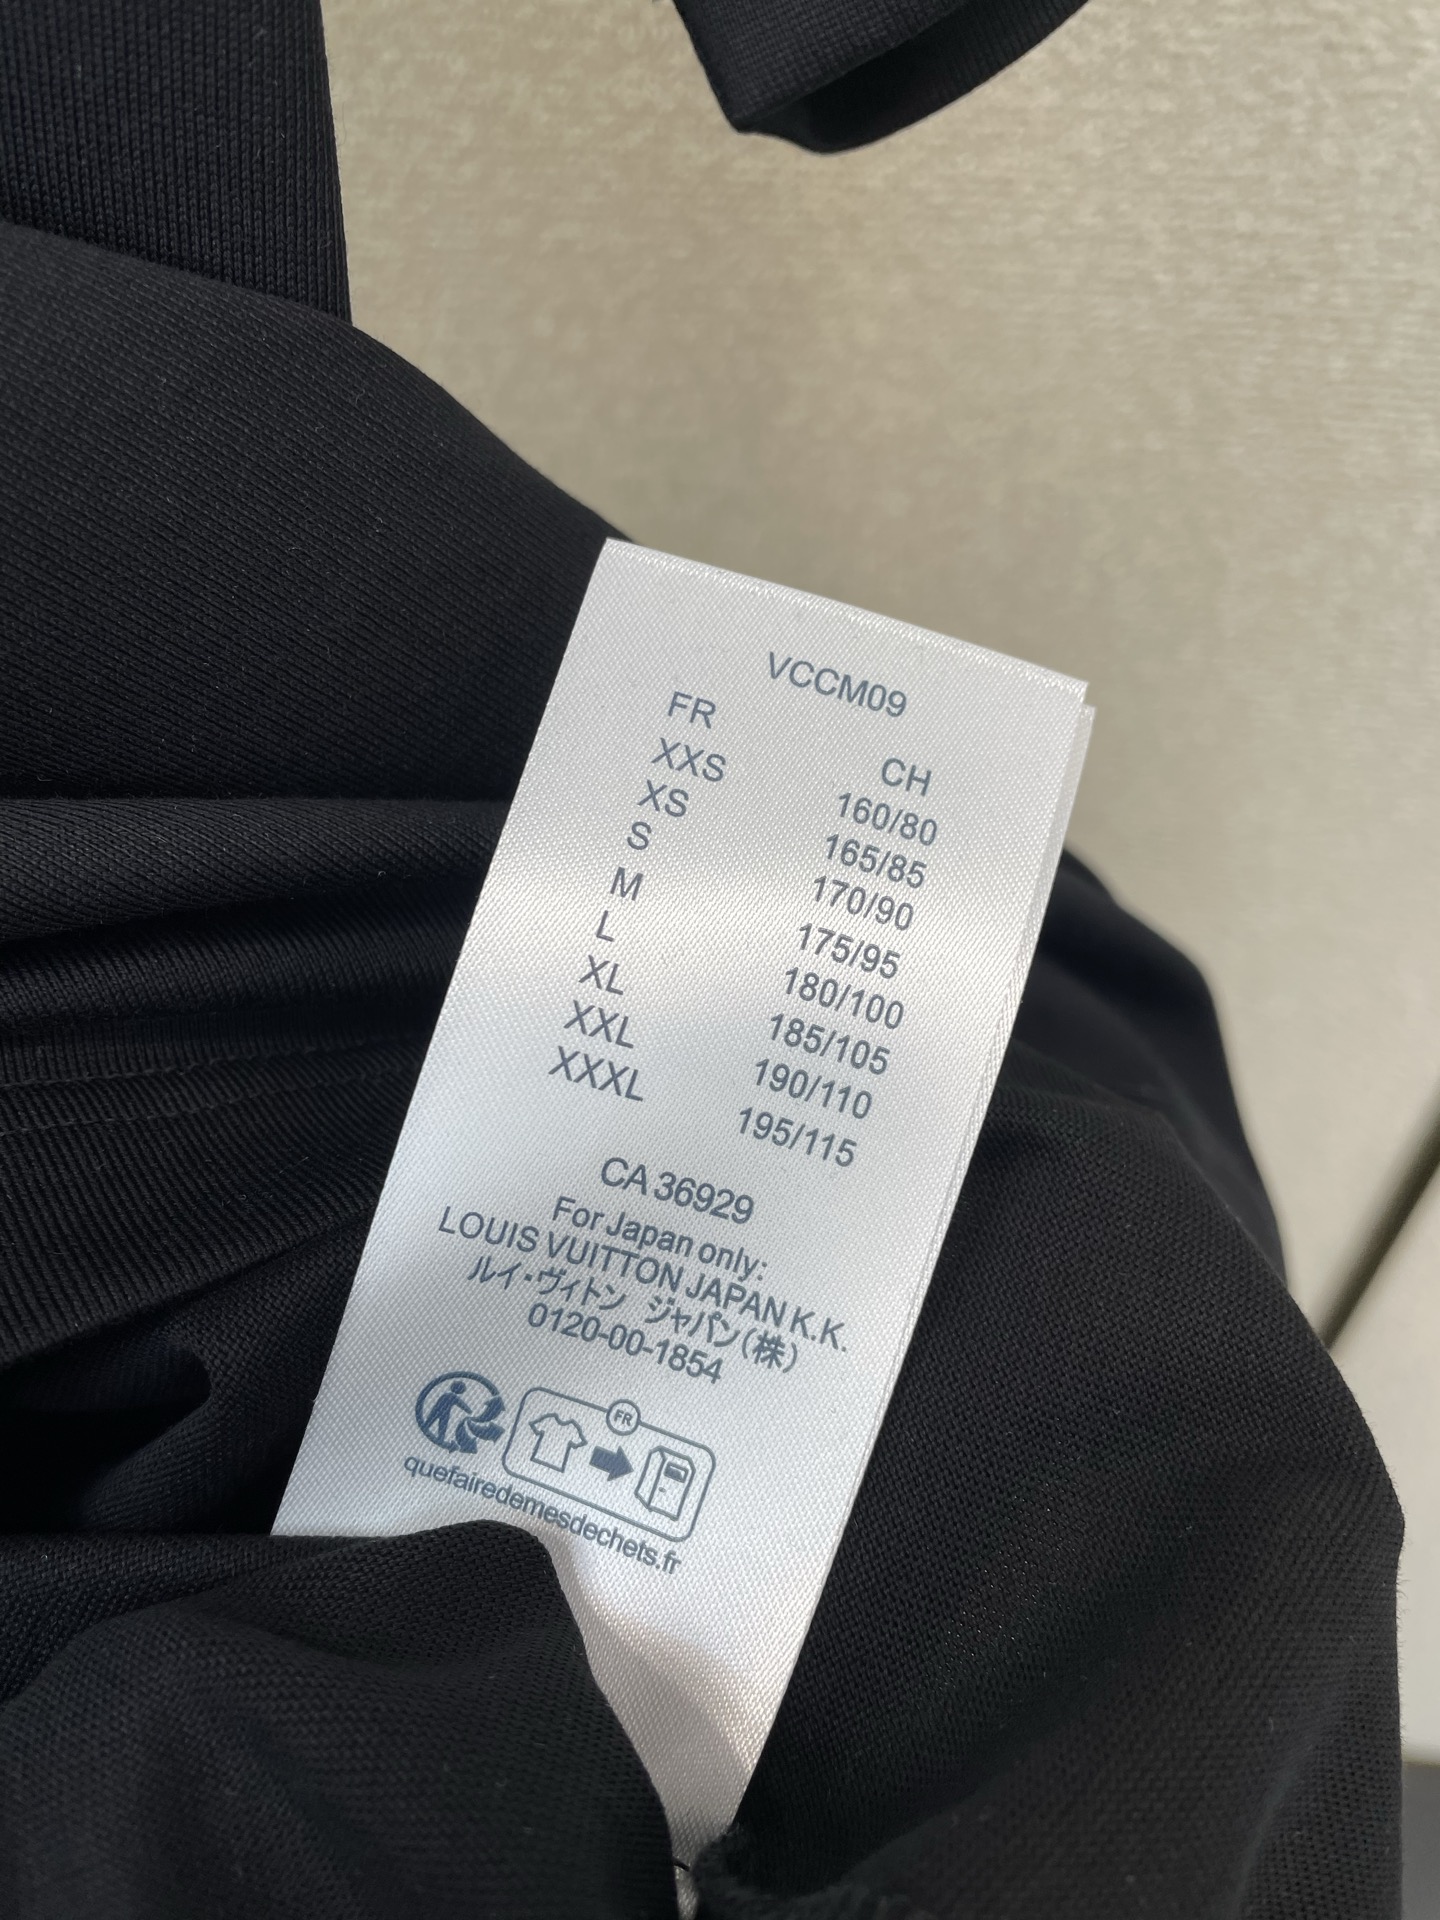 VCCM09
FR CH
XXS 160/80
XS 165/85
S 170/90
M 175/95
L 180/100
XL 185/105
XXL 190/110
XXXL 195/115
CA 36929
For Japan only:
LOUIS VUITTON JAPAN K.K.
ルイ・ヴィトン ジャパン(株)
0120-00-1854
FR
quefairedemesdechets.fr